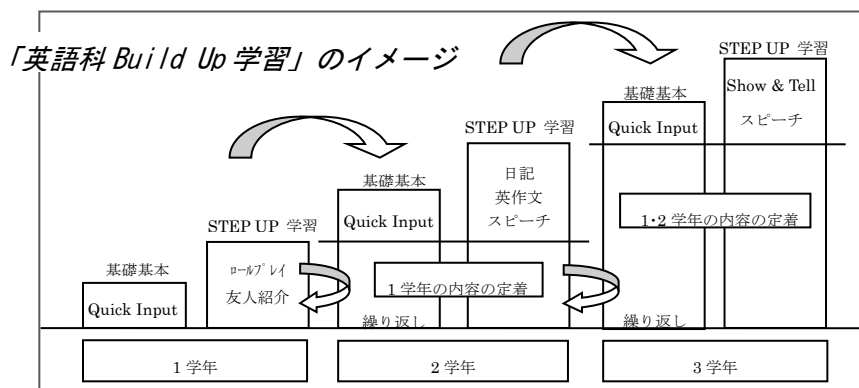 「英語科 Build Up 学習」のイメージ
基礎基本
Quick Input
STEP UP 学習
ロールプレイ
友人紹介
1 学年
基礎基本
Quick Input
STEP UP 学習
日記
英作文
スピーチ
1 学年の内容の定着
繰り返し
2 学年
基礎基本
Quick Input
STEP UP 学習
Show & Tell
スピーチ
1・2 学年の内容の定着
繰り返し
3 学年